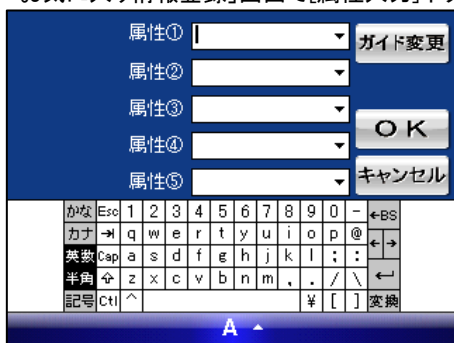 属性① ガイド変更
属性②
属性③
属性④ OK
属性⑤ キャンセル
かな Esc 1 2 3 4 5 6 7 8 9 0 - ←BS
カナ →| q w e r t y u i o p @ ← →
英数 Cap a s d f g h j k l ; :
半角 z x c v b n m , . / \ ↵
記号 Ctl ^ ¥ [ ] 変換
A